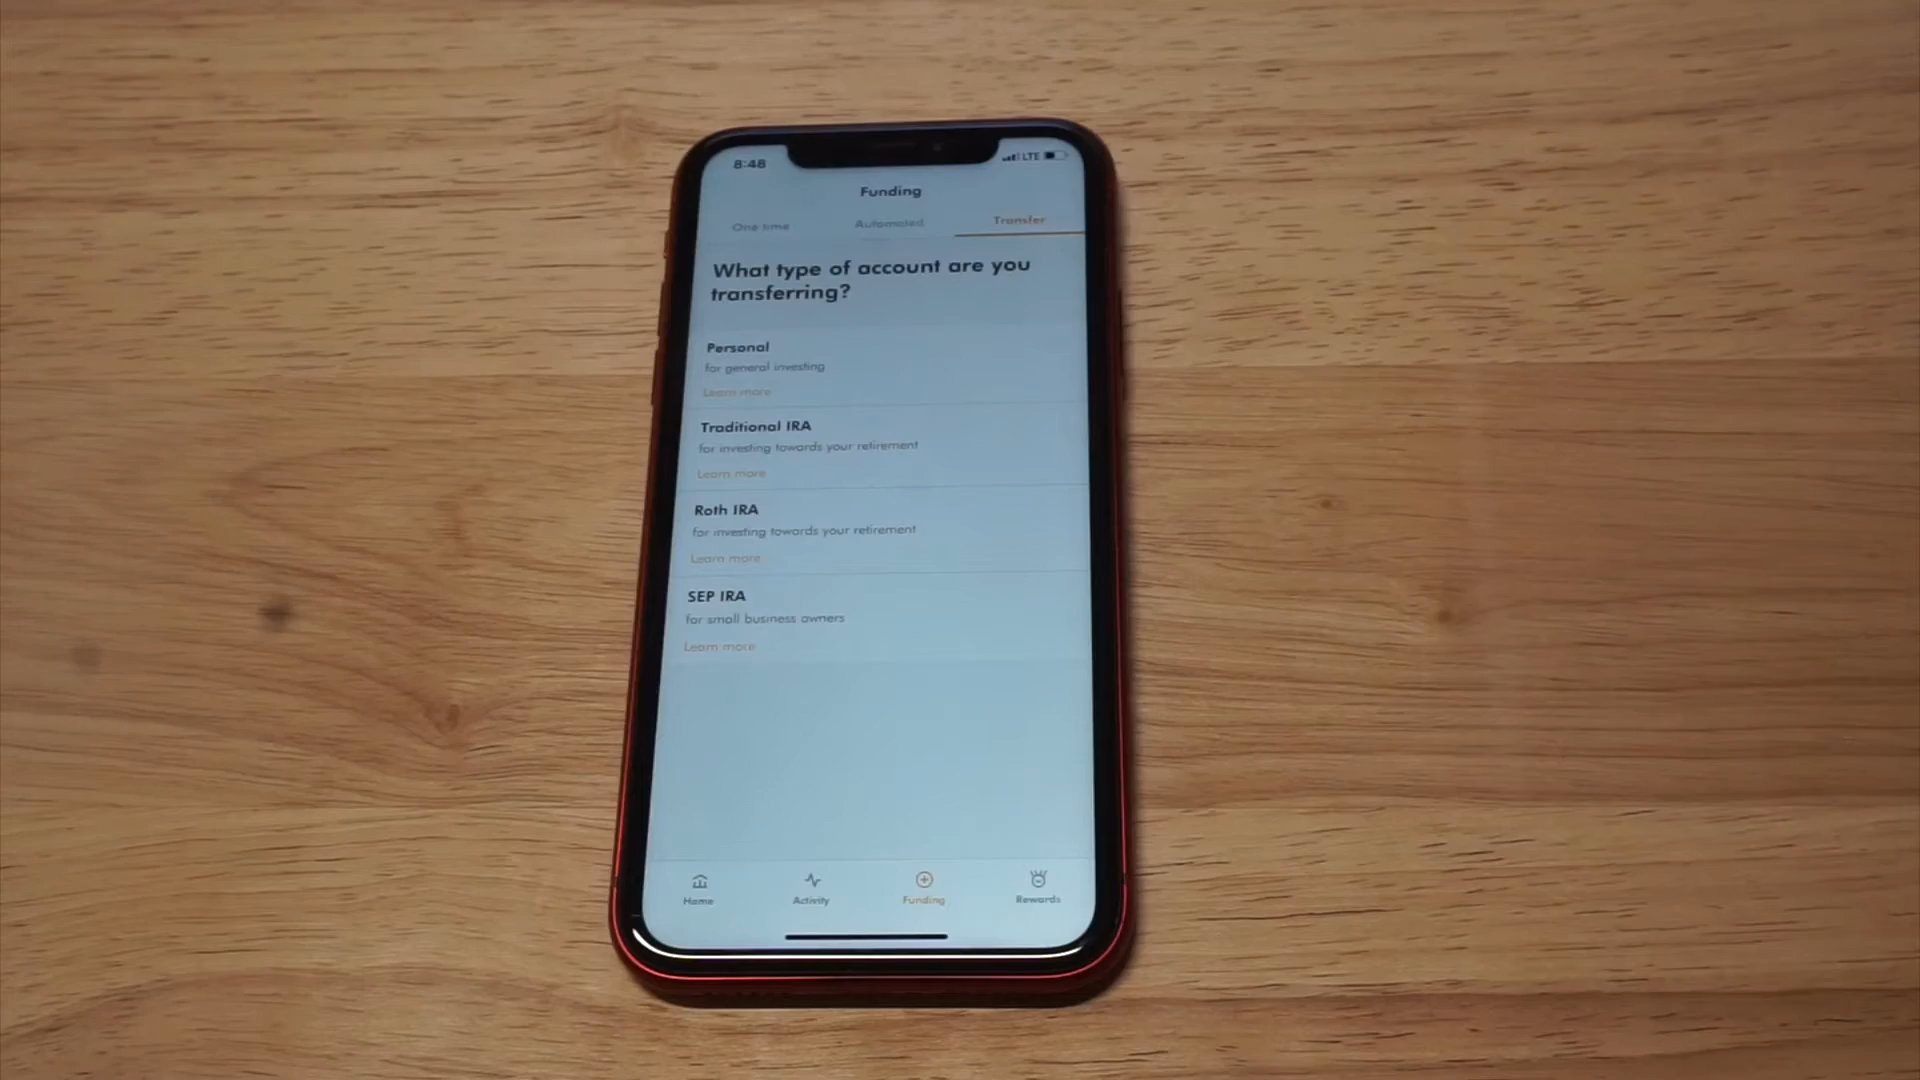 8:48
LTE
Funding
One time
Automated
Transfer
What type of account are you
transferring?
Personal
for general investing
Learn more
Traditional IRA
for investing towards your retirement
Learn more
Roth IRA
for investing towards your retirement
Learn more
SEP IRA
for small business owners
Learn more
Home
Activity
Funding
Rewards